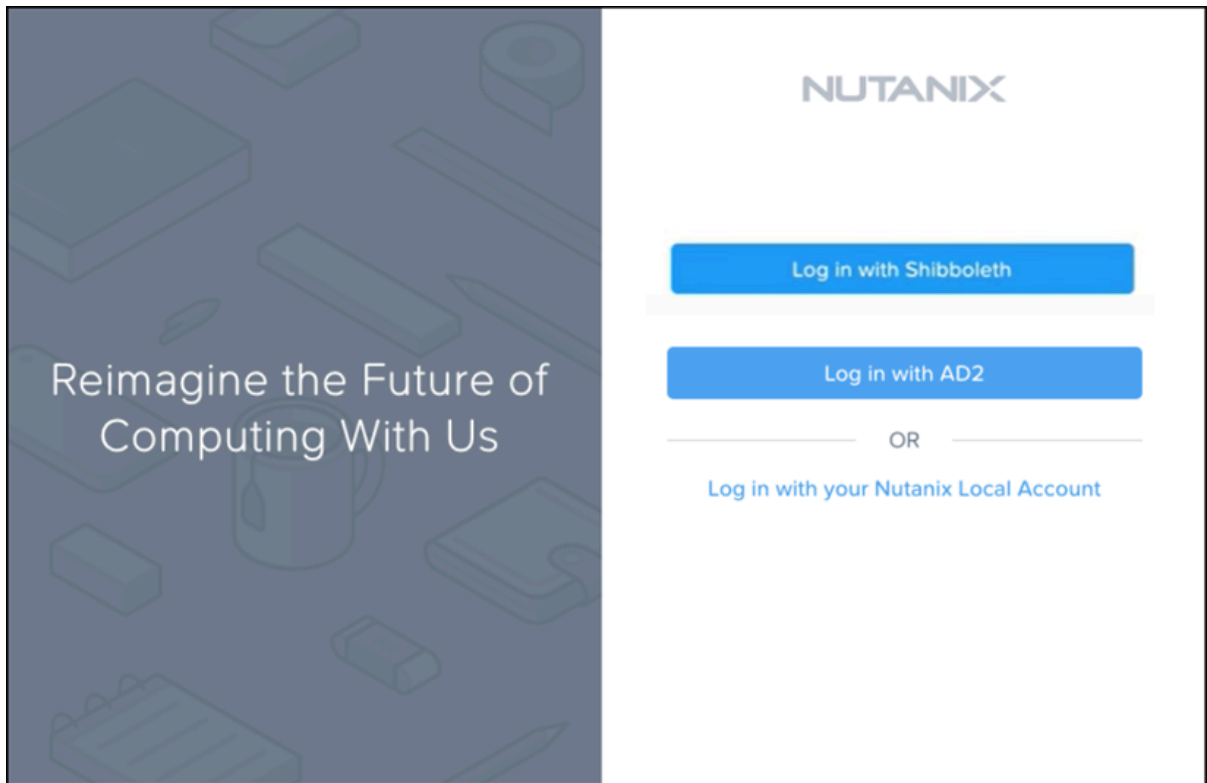 NUTANIX
Reimagine the Future of
Computing With Us
Log in with Shibboleth
Log in with AD2
OR
Log in with your Nutanix Local Account